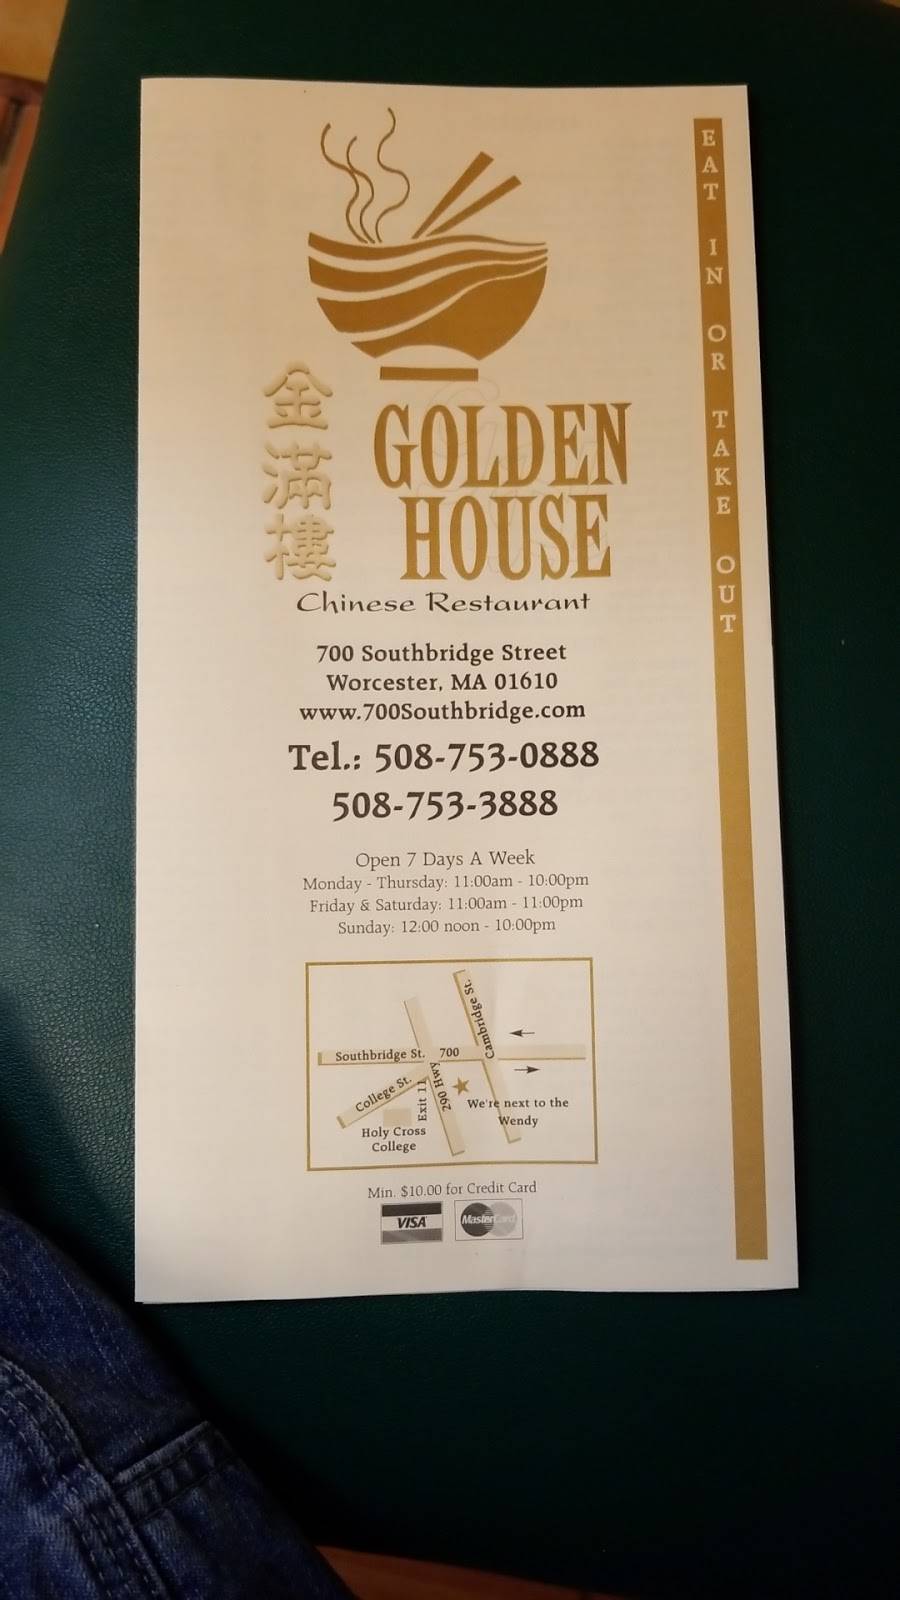 金滿樓
GOLDEN
HOUSE
Chinese Restaurant
700 Southbridge Street
Worcester, MA 01610
www.700Southbridge.com
Tel.: 508-753-0888
508-753-3888
Open 7 Days A Week
Monday - Thursday: 11:00am - 10:00pm
Friday & Saturday: 11:00am - 11:00pm
Sunday: 12:00 noon - 10:00pm
Cambridge St.
Southbridge St. 700
College St.
Exit 11
290 Hwy
We're next to the
Wendy
Holy Cross
College
Min. $10.00 for Credit Card
VISA
MasterCard
EAT IN OR TAKE OUT